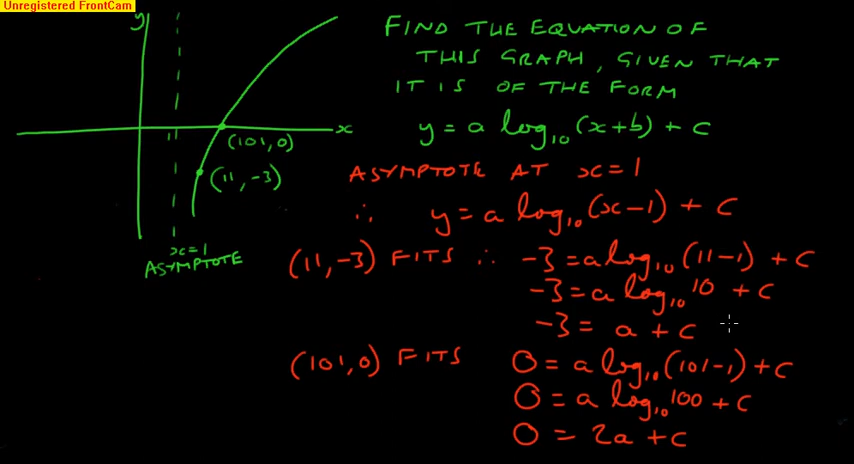 Unregistered FrontCam
y
x
(101, 0)
(11, -3)
x=1
ASYMPTOTE
FIND THE EQUATION OF
THIS GRAPH, GIVEN THAT
IT IS OF THE FORM
y = a log₁₀ (x+b) + c
ASYMPTOTE AT x=1
∴ y = a log₁₀ (x-1) + c
(11, -3) FITS ∴ -3 = a log₁₀ (11-1) + c
-3 = a log₁₀ 10 + c
-3 = a + c
(101, 0) FITS 0 = a log₁₀ (101-1) + c
0 = a log₁₀ 100 + c
0 = 2a + c